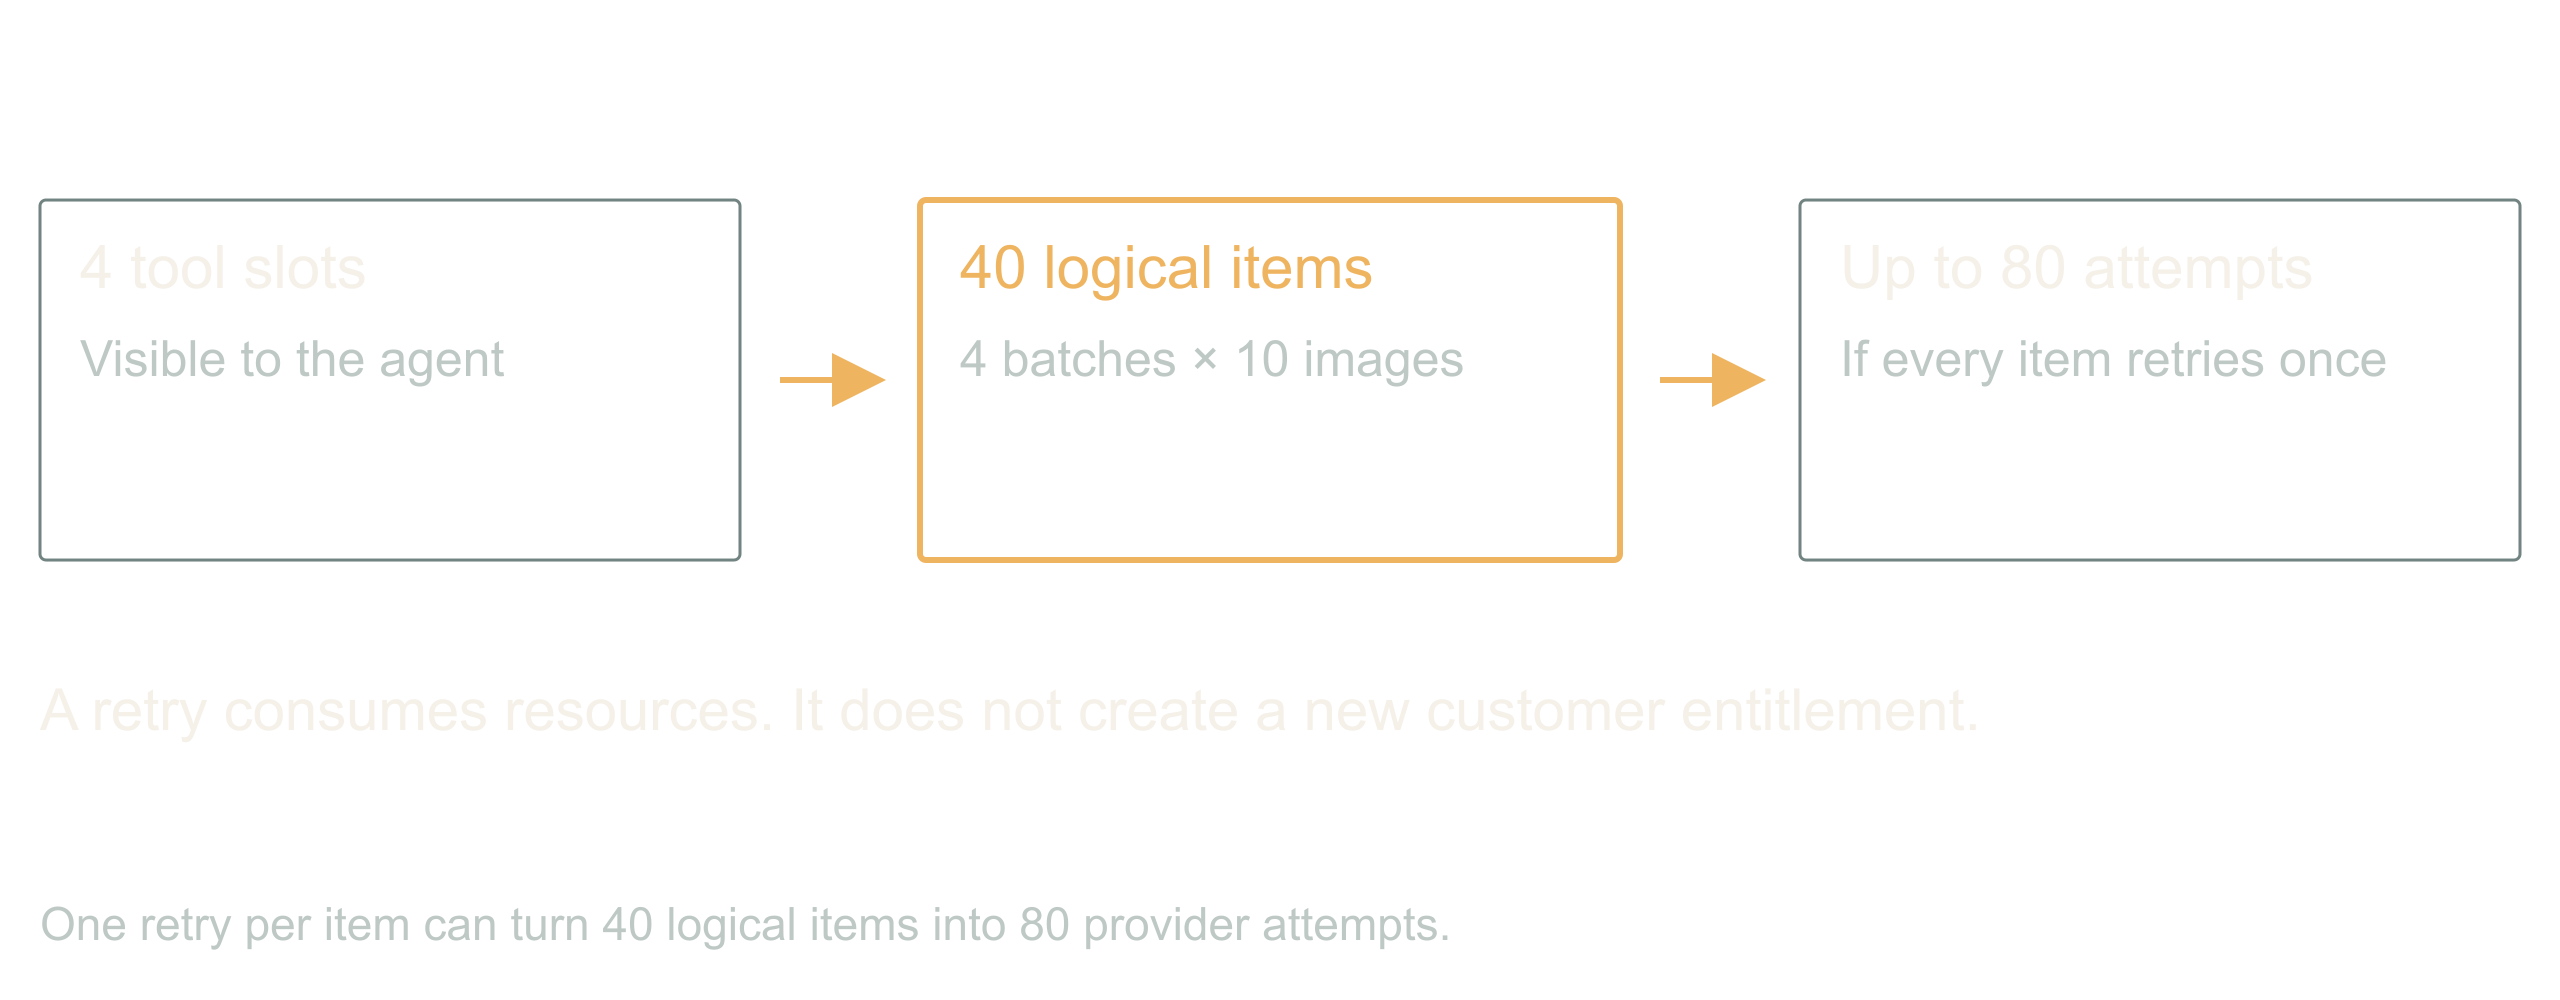 4 tool slots
Visible to the agent
40 logical items
4 batches × 10 images
Up to 80 attempts
If every item retries once
A retry consumes resources. It does not create a new customer entitlement.
One retry per item can turn 40 logical items into 80 provider attempts.